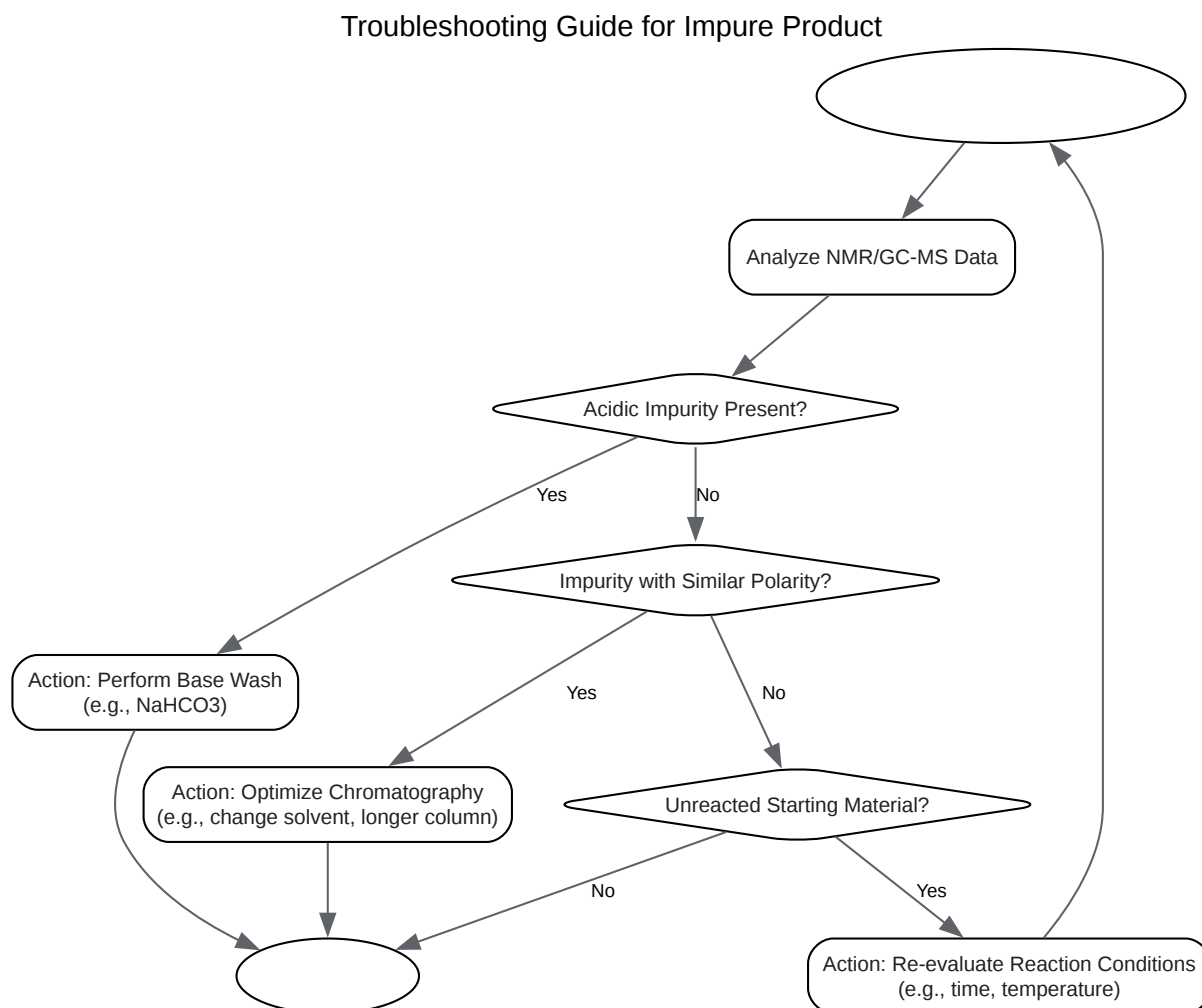 Troubleshooting Guide for Impure Product
Analyze NMR/GC-MS Data
Acidic Impurity Present?
Yes
No
Impurity with Similar Polarity?
Action: Perform Base Wash
(e.g., NaHCO3)
Yes
No
Action: Optimize Chromatography
(e.g., change solvent, longer column)
Unreacted Starting Material?
No
Yes
Action: Re-evaluate Reaction Conditions
(e.g., time, temperature)